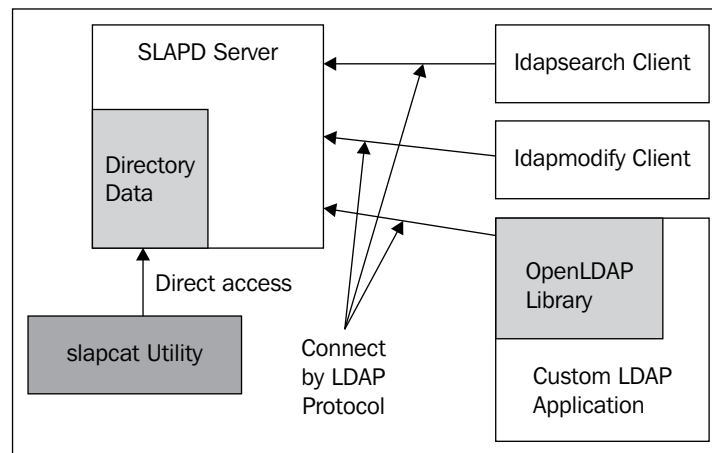 SLAPD Server
ldapsearch Client
Directory
Data
ldapmodify Client
Direct access
OpenLDAP
Library
slapcat Utility
Connect
by LDAP
Protocol
Custom LDAP
Application